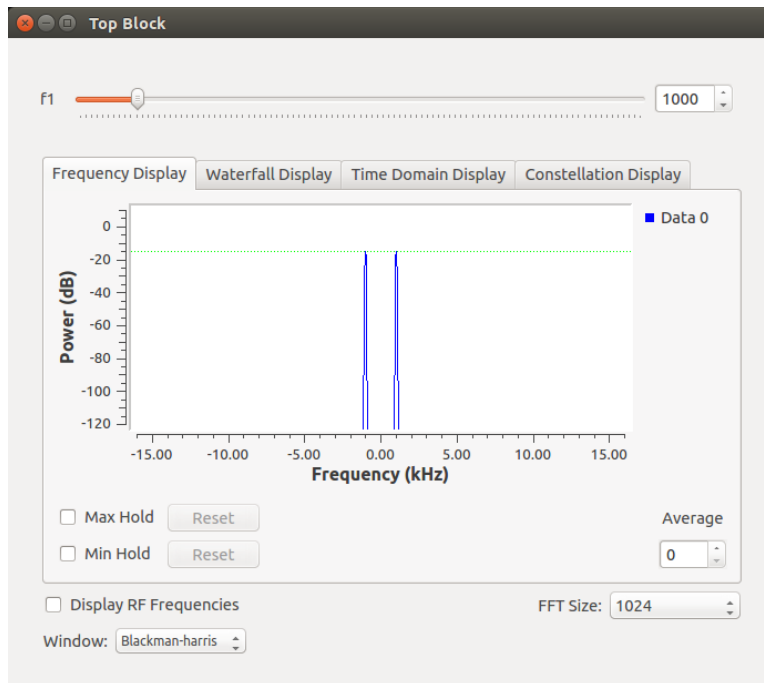 Top Block
f1 1000
Frequency Display Waterfall Display Time Domain Display Constellation Display
Data 0
Power (dB)
0
-20
-40
-60
-80
-100
-120
-15.00 -10.00 -5.00 0.00 5.00 10.00 15.00
Frequency (kHz)
Max Hold Reset Average
Min Hold Reset 0
Display RF Frequencies FFT Size: 1024
Window: Blackman-harris